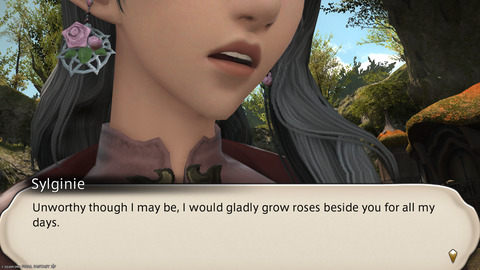 Sylginie
Unworthy though I may be, I would gladly grow roses beside you for all my
days.